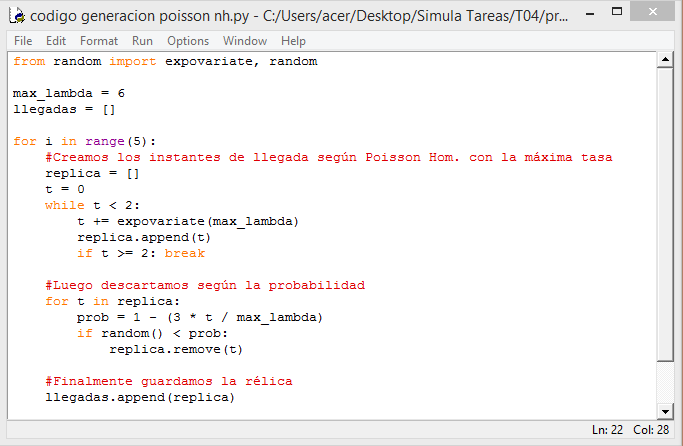 codigo generacion poisson nh.py - C:/Users/acer/Desktop/Simula Tareas/T04/pr...
File Edit Format Run Options Window Help
from random import expovariate, random
max_lambda = 6
llegadas = []
for i in range(5):
    #Creamos los instantes de llegada según Poisson Hom. con la máxima tasa
    replica = []
    t = 0
    while t < 2:
        t += expovariate(max_lambda)
        replica.append(t)
        if t >= 2: break
    #Luego descartamos según la probabilidad
    for t in replica:
        prob = 1 - (3 * t / max_lambda)
        if random() < prob:
            replica.remove(t)
    #Finalmente guardamos la rélica
    llegadas.append(replica)
Ln: 22 Col: 28